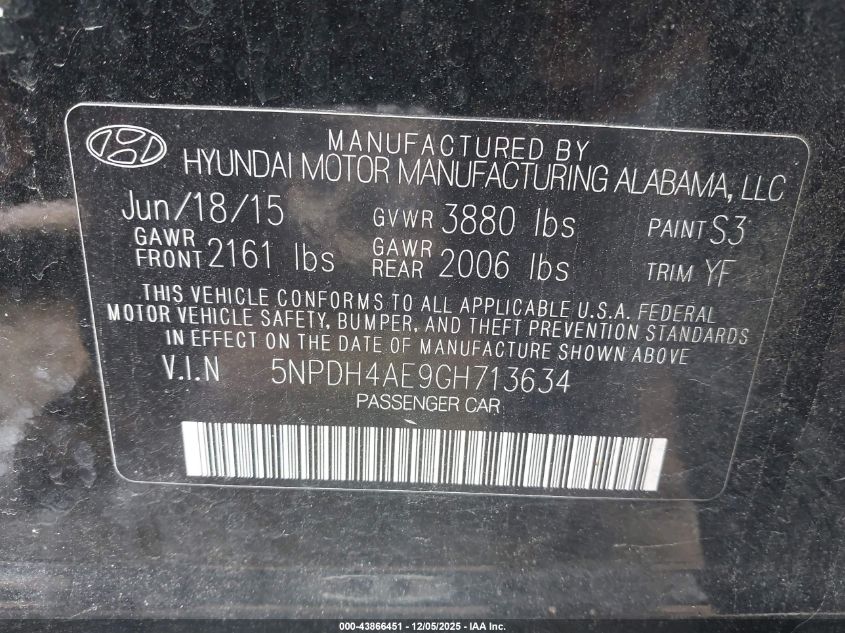 MANUFACTURED BY
HYUNDAI MOTOR MANUFACTURING ALABAMA, LLC
Jun/18/15 GVWR 3880 lbs PAINT S3
GAWR FRONT 2161 lbs GAWR REAR 2006 lbs TRIM YF
THIS VEHICLE CONFORMS TO ALL APPLICABLE U.S.A. FEDERAL
MOTOR VEHICLE SAFETY, BUMPER, AND THEFT PREVENTION STANDARDS
IN EFFECT ON THE DATE OF MANUFACTURE SHOWN ABOVE
V.I.N 5NPDH4AE9GH713634
PASSENGER CAR
000-43866451 - 12/05/2025 - IAA Inc.